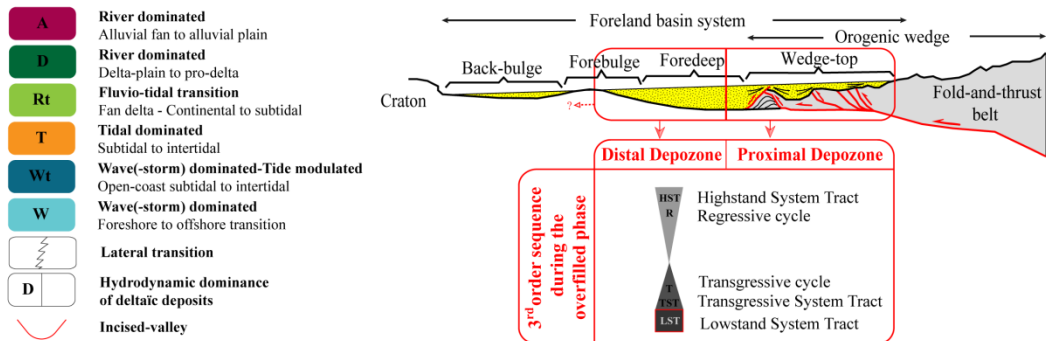 A
River dominated
Alluvial fan to alluvial plain
D
River dominated
Delta-plain to pro-delta
Rt
Fluvio-tidal transition
Fan delta - Continental to subtidal
T
Tidal dominated
Subtidal to intertidal
Wt
Wave(-storm) dominated-Tide modulated
Open-coast subtidal to intertidal
W
Wave(-storm) dominated
Foreshore to offshore transition
Lateral transition
D
Hydrodynamic dominance
of deltaïc deposits
Incised-valley
Foreland basin system
Orogenic wedge
Back-bulge
Forebulge
Foredeep
Wedge-top
Craton
?
Fold-and-thrust
belt
Distal Depozone
Proximal Depozone
3rd order sequence
during the
overfilled phase
HST
R
Highstand System Tract
Regressive cycle
T
TST
LST
Transgressive cycle
Transgressive System Tract
Lowstand System Tract